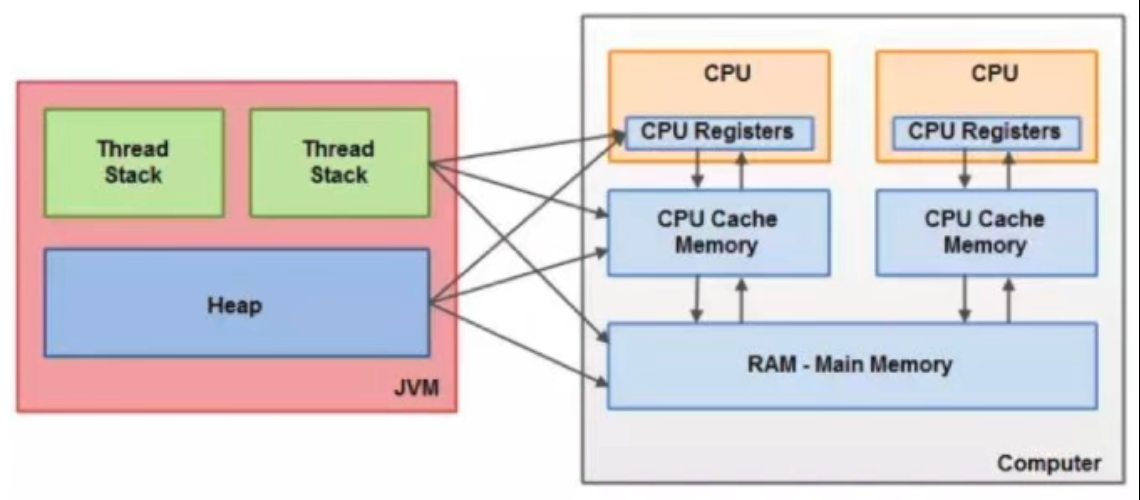 Thread
Stack
Thread
Stack
Heap
JVM
CPU
CPU Registers
CPU Cache
Memory
CPU
CPU Registers
CPU Cache
Memory
RAM - Main Memory
Computer